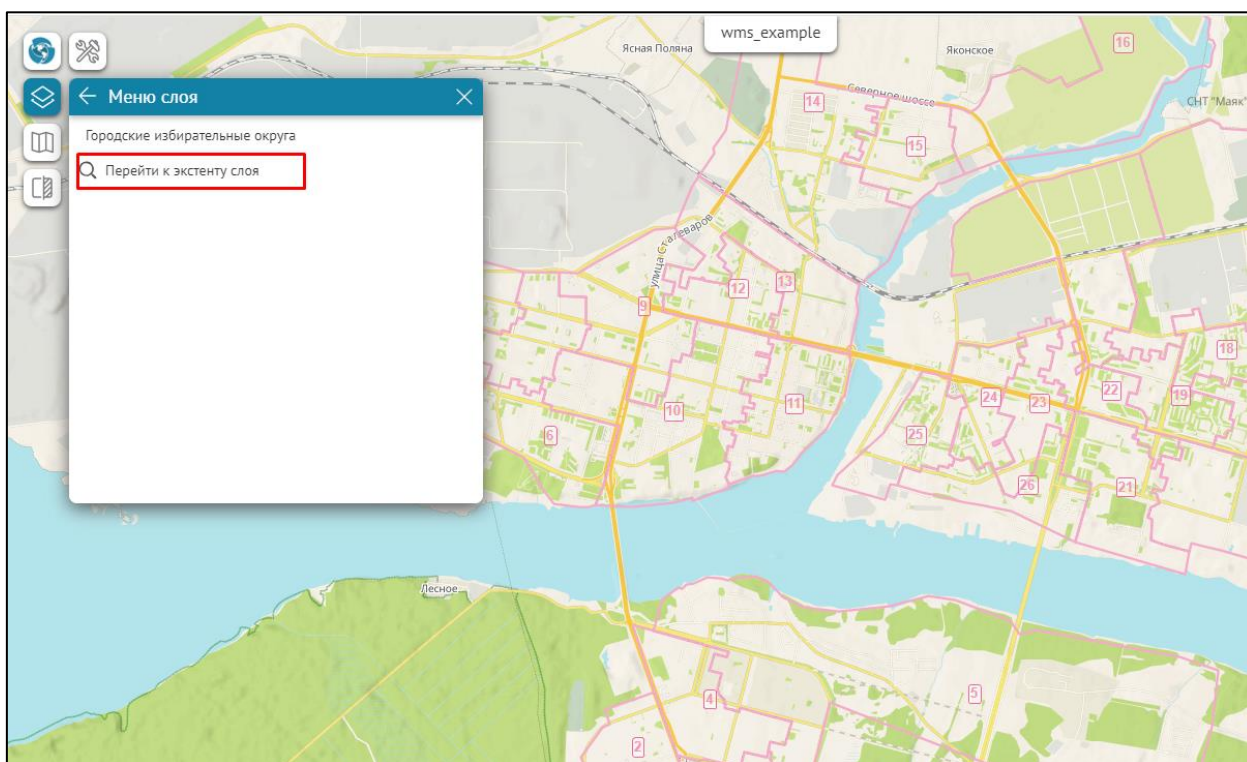 wms_example
Ясная Поляна
Яконское
16
Меню слоя
Северное шоссе
14
СНТ "Маяк"
Городские избирательные округа
15
Перейти к экстенту слоя
улица Сталеваров
12
13
9
18
22
19
24
23
10
11
25
6
26
21
Лесное
5
4
2